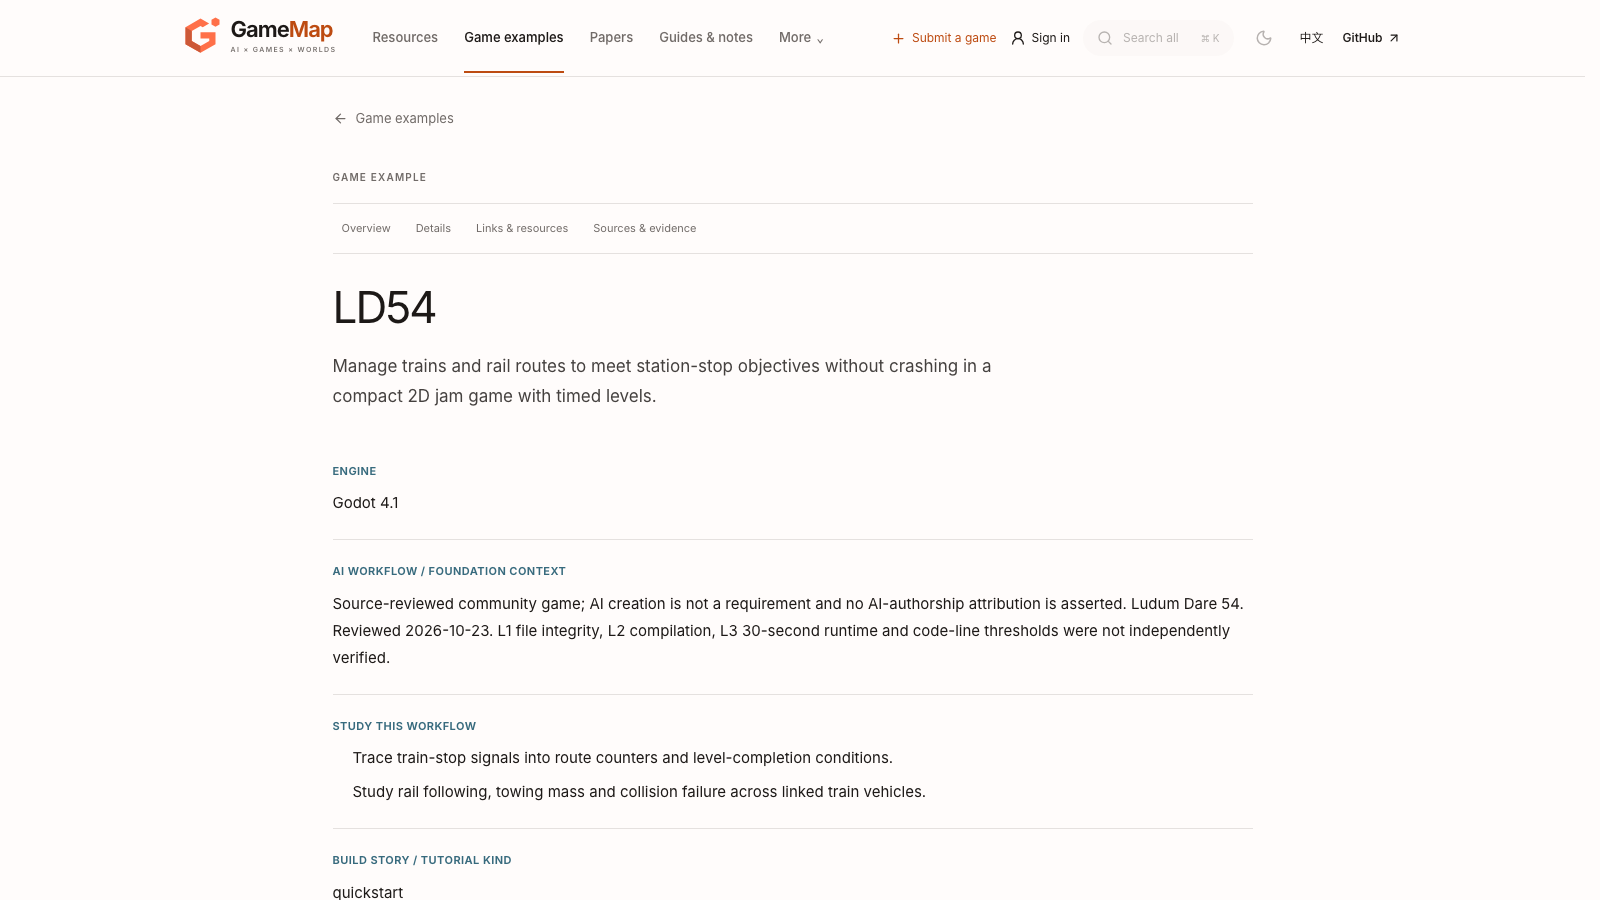 GameMap
AI × GAMES × WORLDS
Resources
Game examples
Papers
Guides & notes
More
Submit a game
Sign in
Search all
⌘ K
中文
GitHub
Game examples
GAME EXAMPLE
Overview
Details
Links & resources
Sources & evidence
LD54
Manage trains and rail routes to meet station-stop objectives without crashing in a
compact 2D jam game with timed levels.
ENGINE
Godot 4.1
AI WORKFLOW / FOUNDATION CONTEXT
Source-reviewed community game; AI creation is not a requirement and no AI-authorship attribution is asserted. Ludum Dare 54.
Reviewed 2026-10-23. L1 file integrity, L2 compilation, L3 30-second runtime and code-line thresholds were not independently
verified.
STUDY THIS WORKFLOW
Trace train-stop signals into route counters and level-completion conditions.
Study rail following, towing mass and collision failure across linked train vehicles.
BUILD STORY / TUTORIAL KIND
quickstart